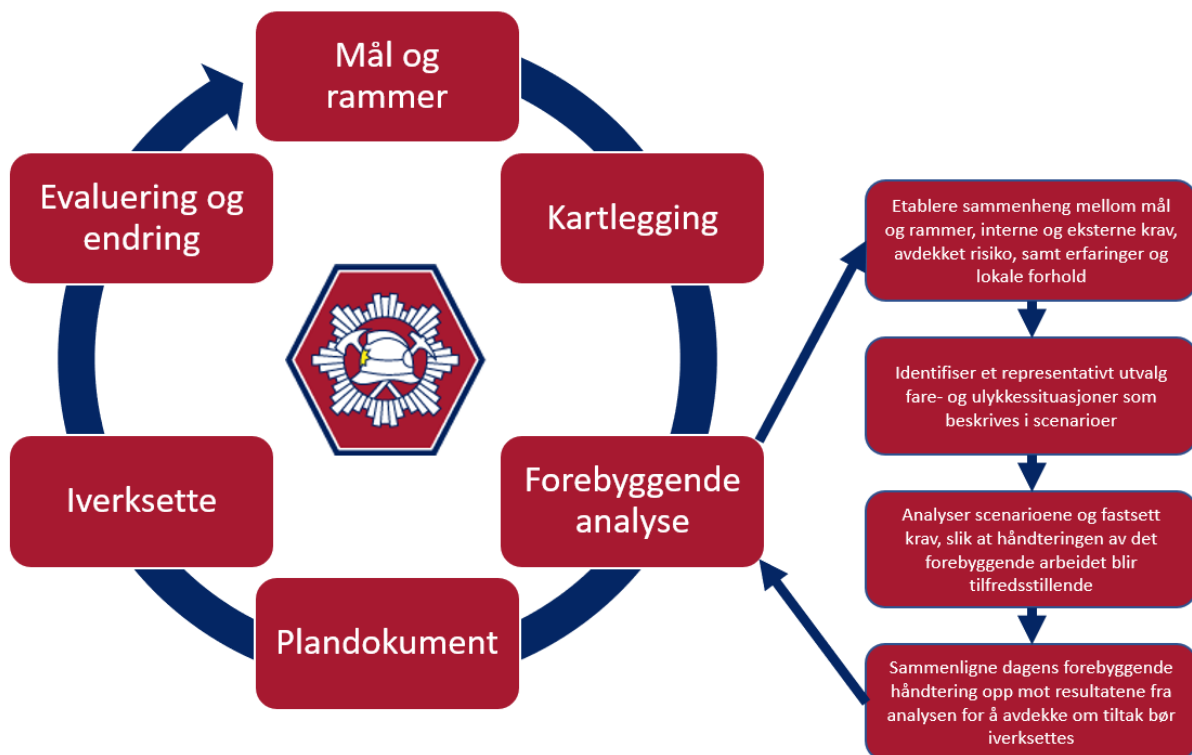 Mål og
rammer
Kartlegging
Forebyggende
analyse
Plandokument
Iverksette
Evaluering og
endring
Etablere sammenheng mellom mål
og rammer, interne og eksterne krav,
avdekket risiko, samt erfaringer og
lokale forhold
Identifiser et representativt utvalg
fare- og ulykkessituasjoner som
beskrives i scenarioer
Analyser scenarioene og fastsett
krav, slik at håndteringen av det
forebyggende arbeidet blir
tilfredsstillende
Sammenligne dagens forebyggende
håndtering opp mot resultatene fra
analysen for å avdekke om tiltak bør
iverksettes